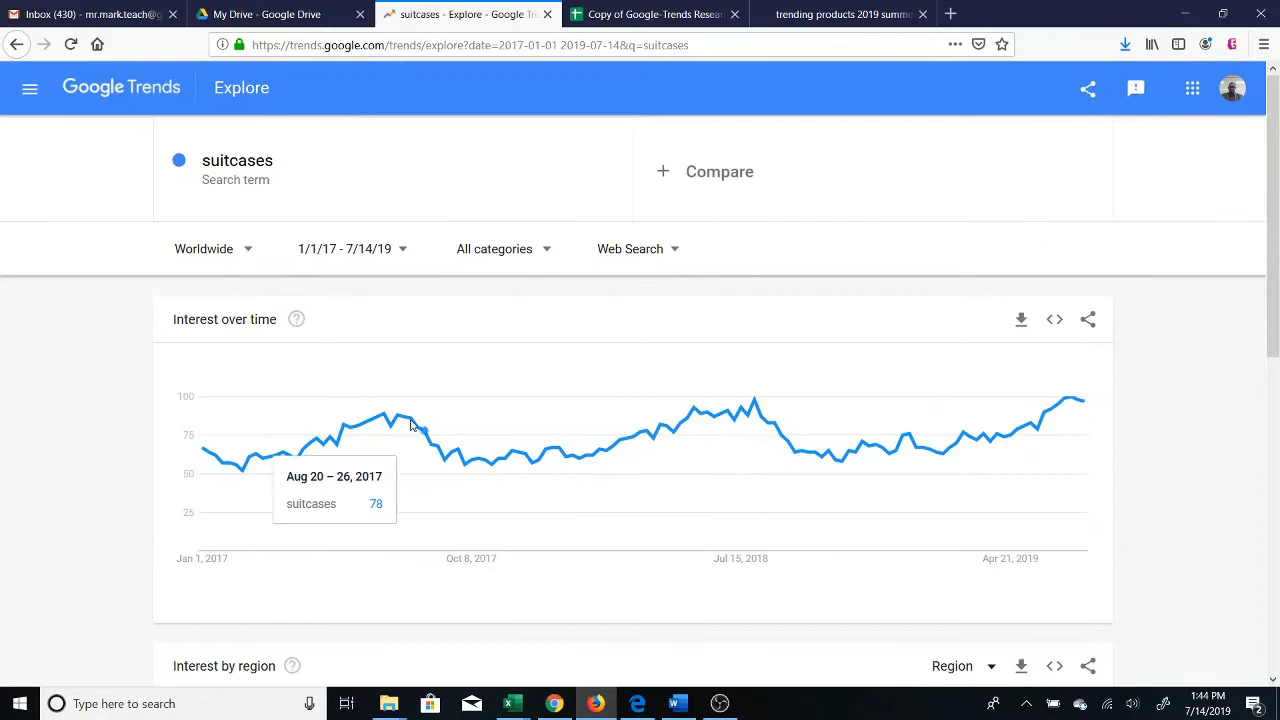 Inbox (430) - mr.mark.teach@g
My Drive - Google Drive
suitcases - Explore - Google Tr
Copy of Google-Trends Resear
trending products 2019 summe
https://trends.google.com/trends/explore?date=2017-01-01 2019-07-14&q=suitcases
Google Trends
Explore
suitcases
Search term
+ Compare
Worldwide
1/1/17 - 7/14/19
All categories
Web Search
Interest over time
100
75
50
25
Aug 20 – 26, 2017
suitcases 78
Jan 1, 2017
Oct 8, 2017
Jul 15, 2018
Apr 21, 2019
Interest by region
Region
Type here to search
1:44 PM
7/14/2019
2